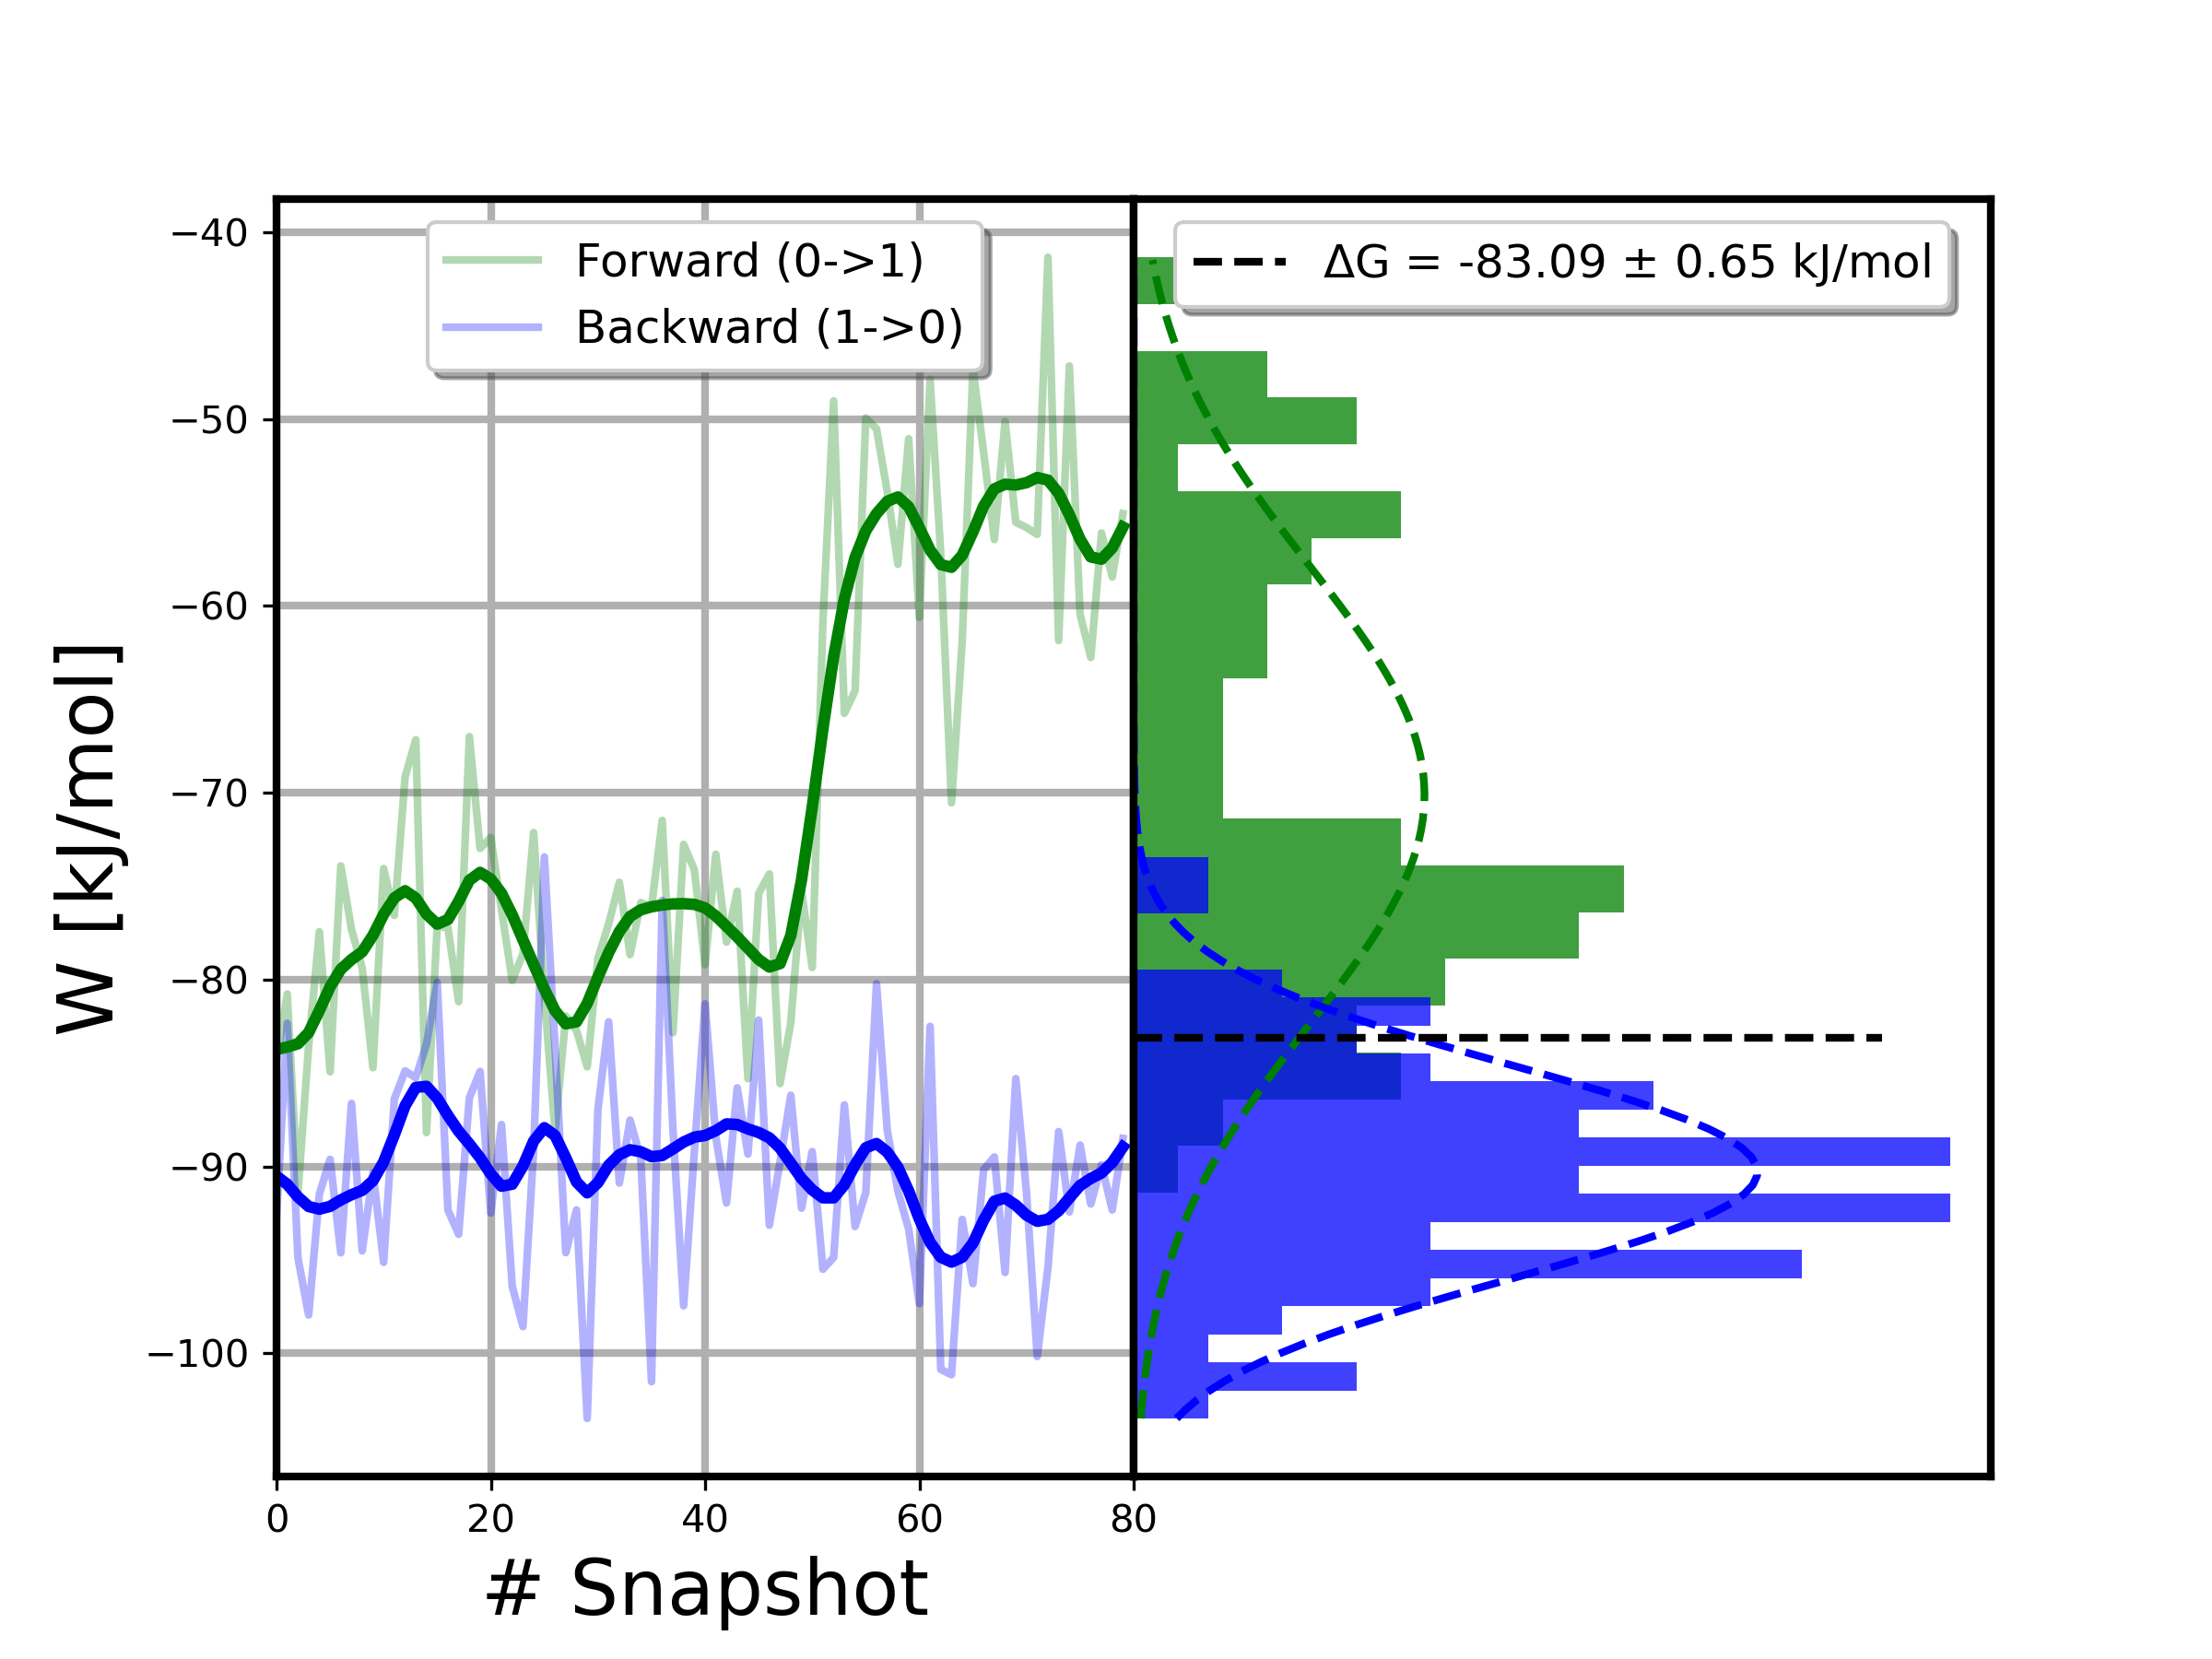 Forward (0->1)
Backward (1->0)
ΔG = -83.09 ± 0.65 kJ/mol
W [kJ/mol]
−40
−50
−60
−70
−80
−90
−100
0 20 40 60 80
# Snapshot